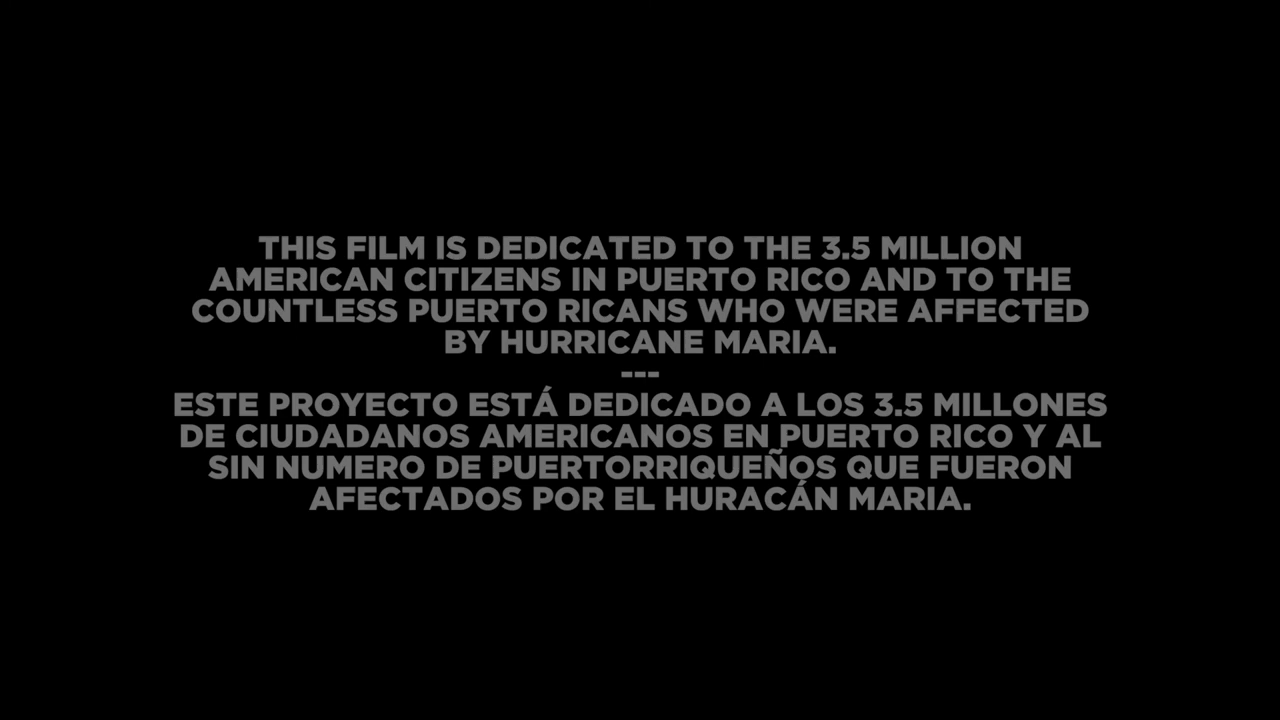 THIS FILM IS DEDICATED TO THE 3.5 MILLION
AMERICAN CITIZENS IN PUERTO RICO AND TO THE
COUNTLESS PUERTO RICANS WHO WERE AFFECTED
BY HURRICANE MARIA.
---
ESTE PROYECTO ESTÁ DEDICADO A LOS 3.5 MILLONES
DE CIUDADANOS AMERICANOS EN PUERTO RICO Y AL
SIN NUMERO DE PUERTORRIQUEÑOS QUE FUERON
AFECTADOS POR EL HURACÁN MARIA.